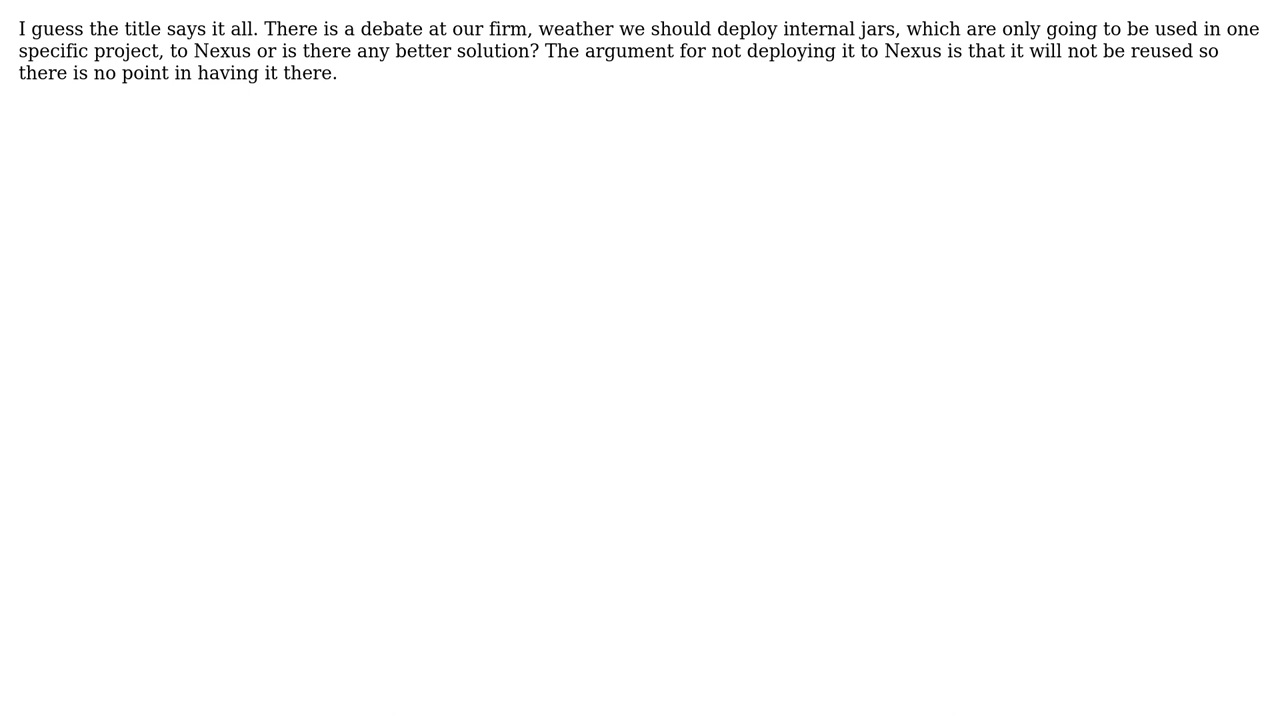 I guess the title says it all. There is a debate at our firm, weather we should deploy internal jars, which are only going to be used in one
specific project, to Nexus or is there any better solution? The argument for not deploying it to Nexus is that it will not be reused so
there is no point in having it there.